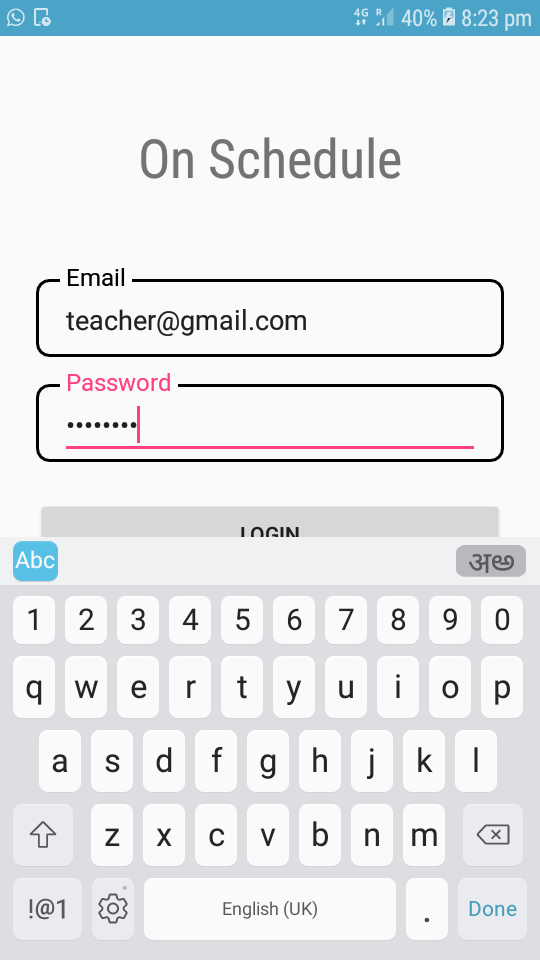 4G R 40% 8:23 pm
On Schedule
Email
teacher@gmail.com
Password
••••••••
LOGIN
Abc
1 2 3 4 5 6 7 8 9 0
q w e r t y u i o p
a s d f g h j k l
z x c v b n m
!@1 English (UK) . Done